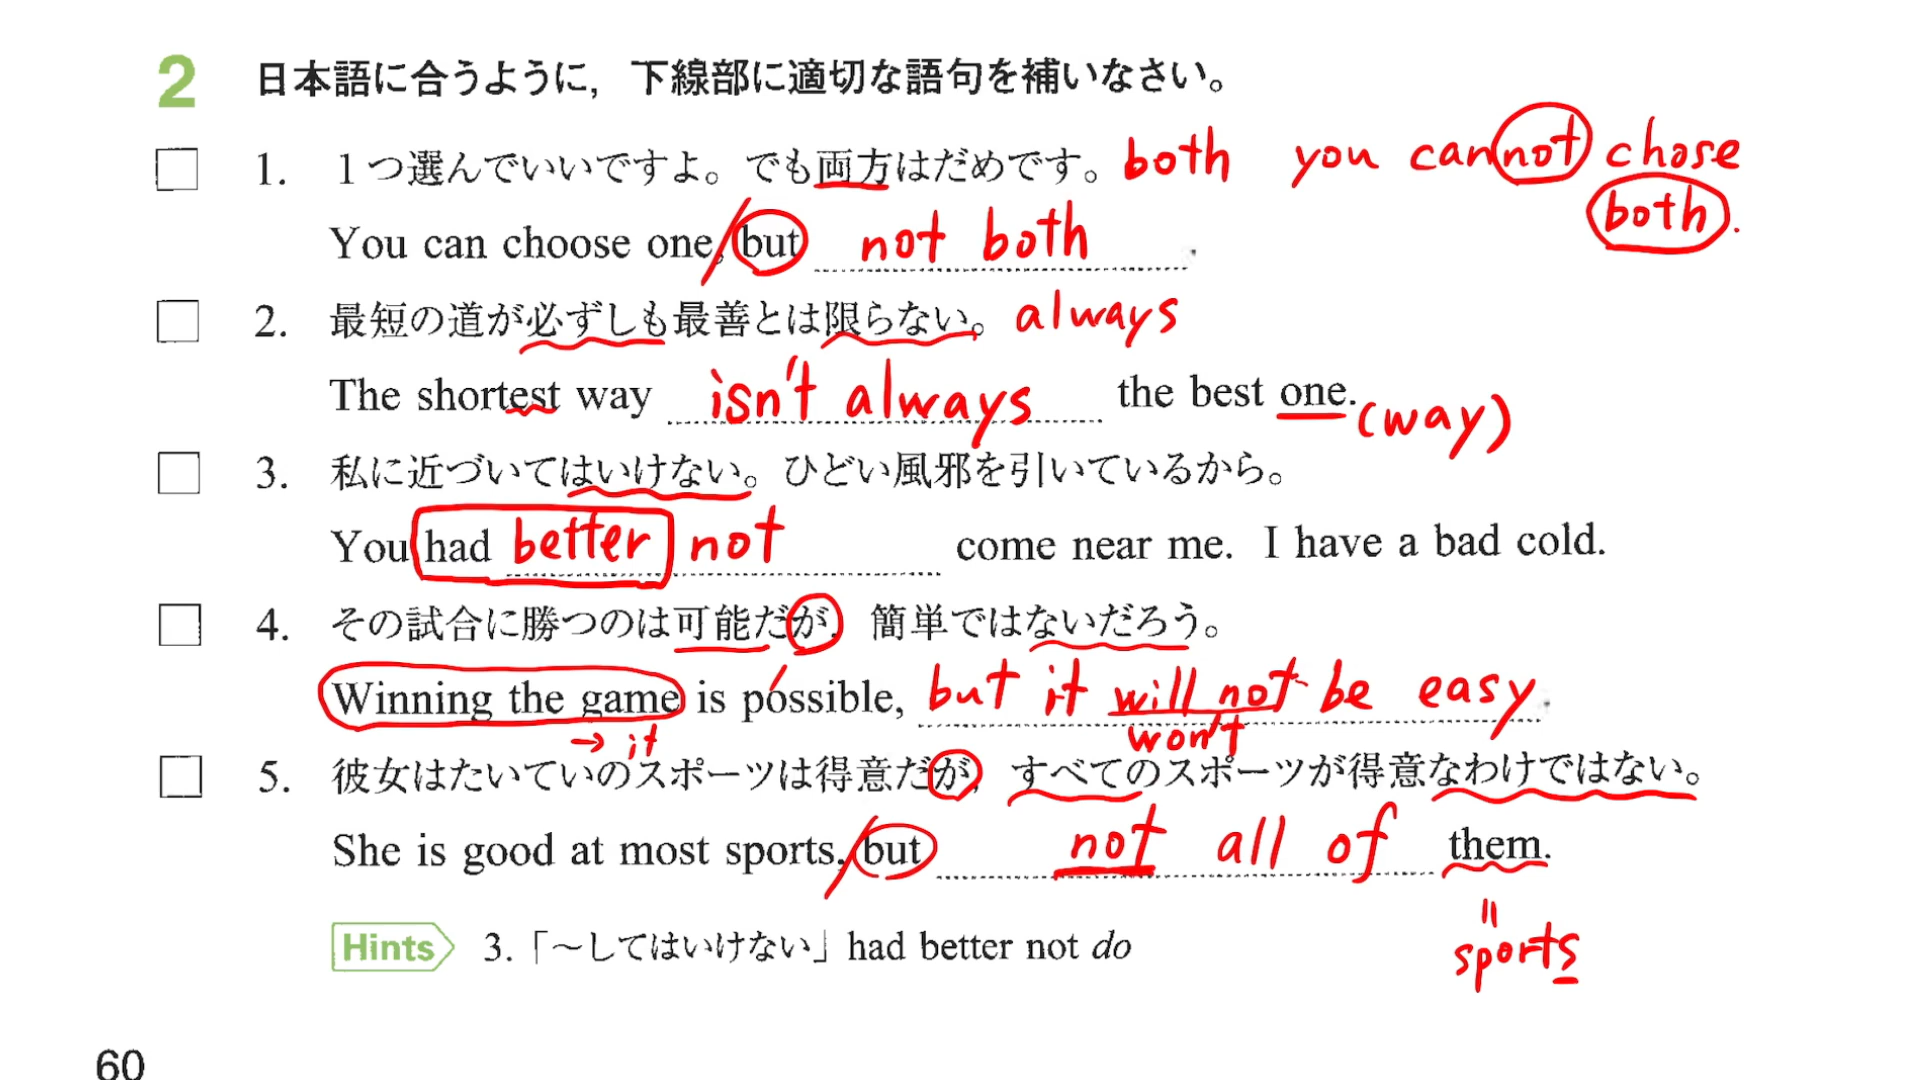 2 日本語に合うように，下線部に適切な語句を補いなさい。
1. 1つ選んでいいですよ。でも両方はだめです。 both you cannot chose
both.
You can choose one, but not both.
2. 最短の道が必ずしも最善とは限らない。 always
The shortest way isn't always the best one.
(way)
3. 私に近づいてはいけない。ひどい風邪を引いているから。
You had better not come near me. I have a bad cold.
4. その試合に勝つのは可能だが，簡単ではないだろう。
Winning the game is possible, but it will not be easy.
→ it won't
5. 彼女はたいていのスポーツは得意だが，すべてのスポーツが得意なわけではない。
She is good at most sports, but not all of them.
=
sports
Hints 3.「～してはいけない」had better not do
60